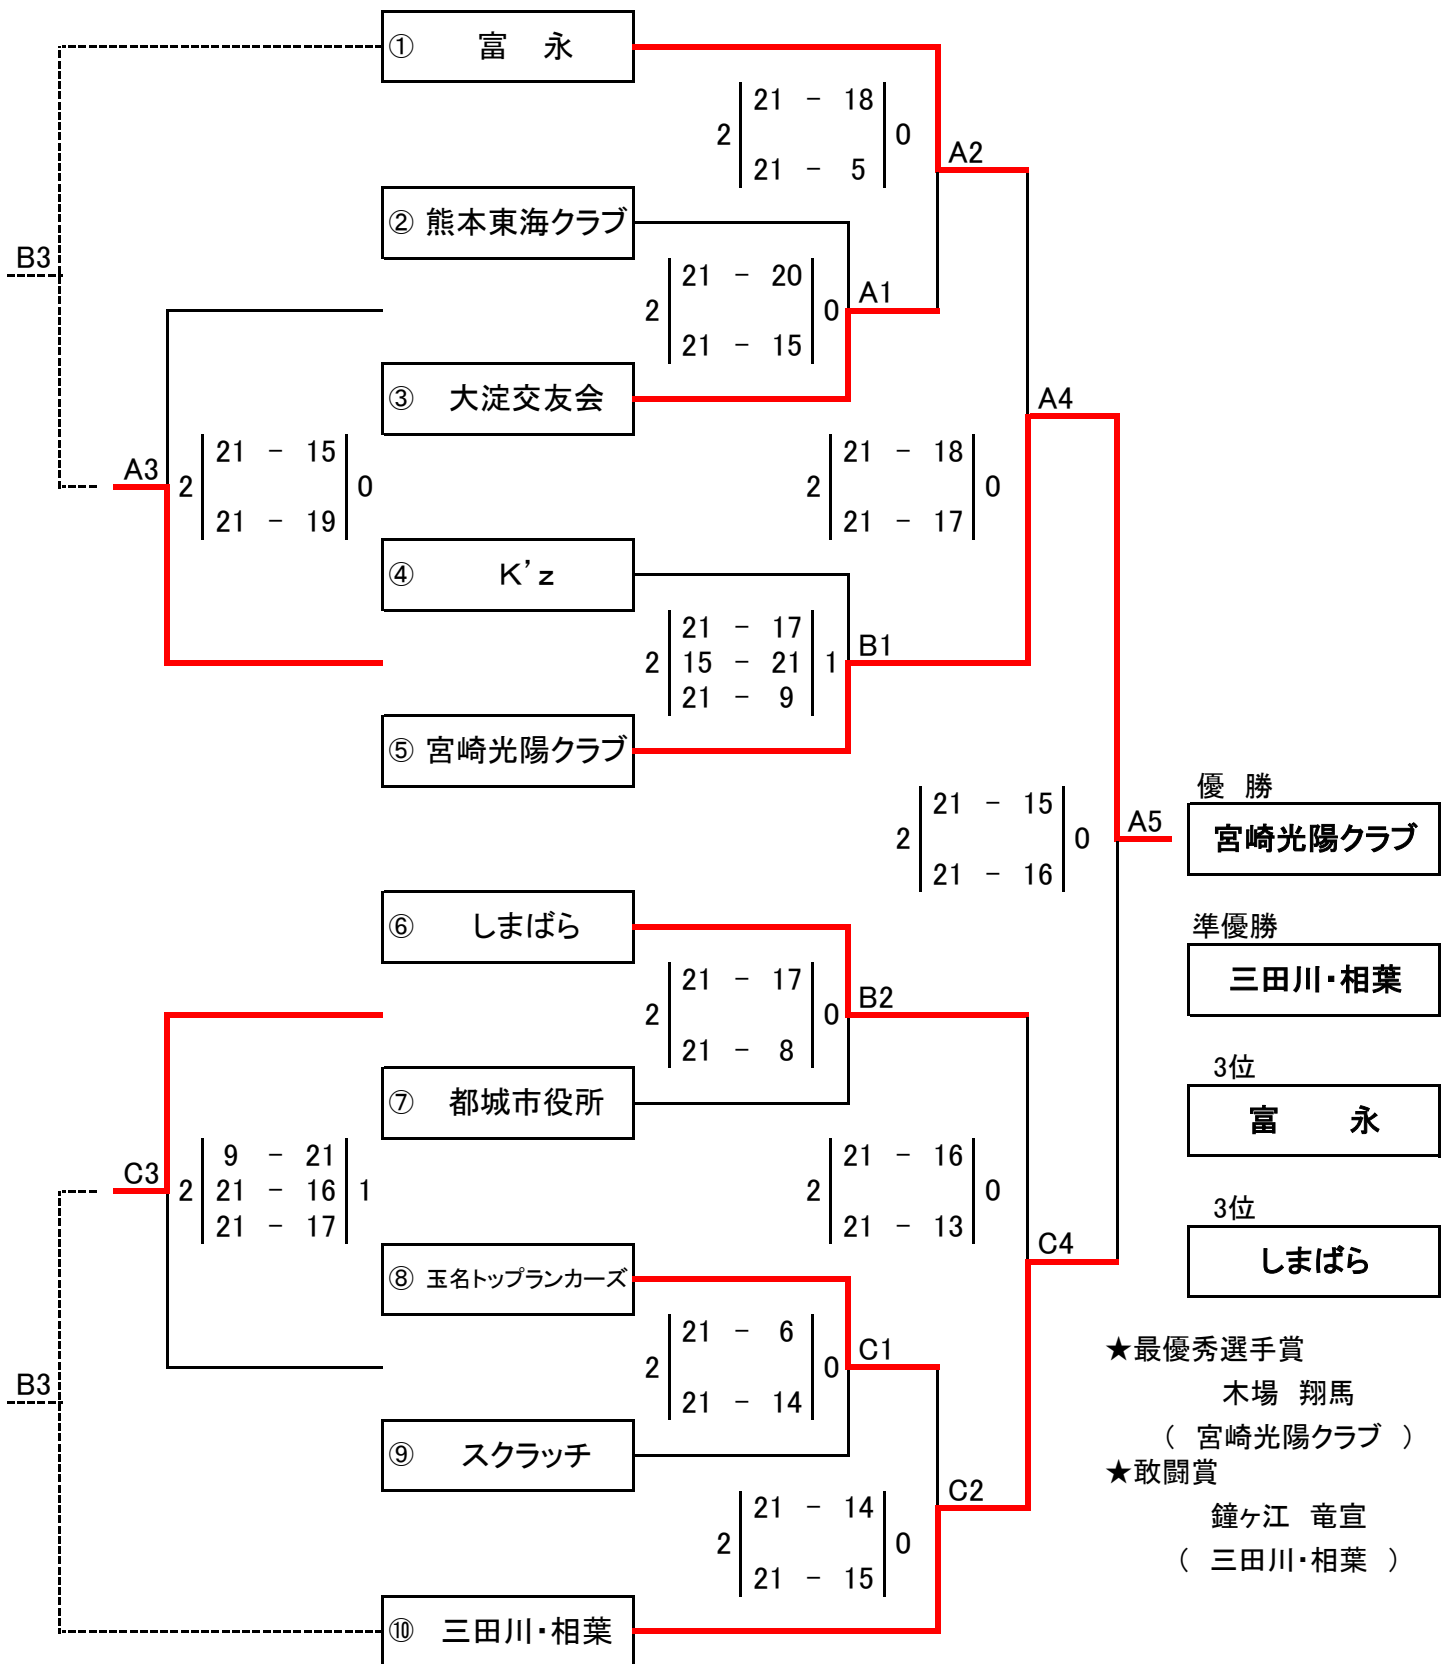 ① 富 永
21 - 18
2 0
21 - 5
A2
② 熊本東海クラブ
B3
21 - 20
2 0
21 - 15
A1
③ 大淀交友会
A4
A3
21 - 15
2 0
21 - 19
21 - 18
2 0
21 - 17
④ K’z
21 - 17
2 15 - 21 1
21 - 9
B1
⑤ 宮崎光陽クラブ
21 - 15
2 0
21 - 16
A5
優 勝
宮崎光陽クラブ
⑥ しまばら
準優勝
三田川・相葉
21 - 17
2 0
21 - 8
B2
⑦ 都城市役所
3位
富 永
C3
9 - 21
2 21 - 16 1
21 - 17
21 - 16
2 0
21 - 13
3位
しまばら
C4
⑧ 玉名トップランカーズ
21 - 6
2 0
21 - 14
C1
B3
⑨ スクラッチ
★最優秀選手賞
木場 翔馬
( 宮崎光陽クラブ )
★敢闘賞
鐘ヶ江 竜宣
( 三田川・相葉 )
21 - 14
2 0
21 - 15
C2
⑩ 三田川・相葉